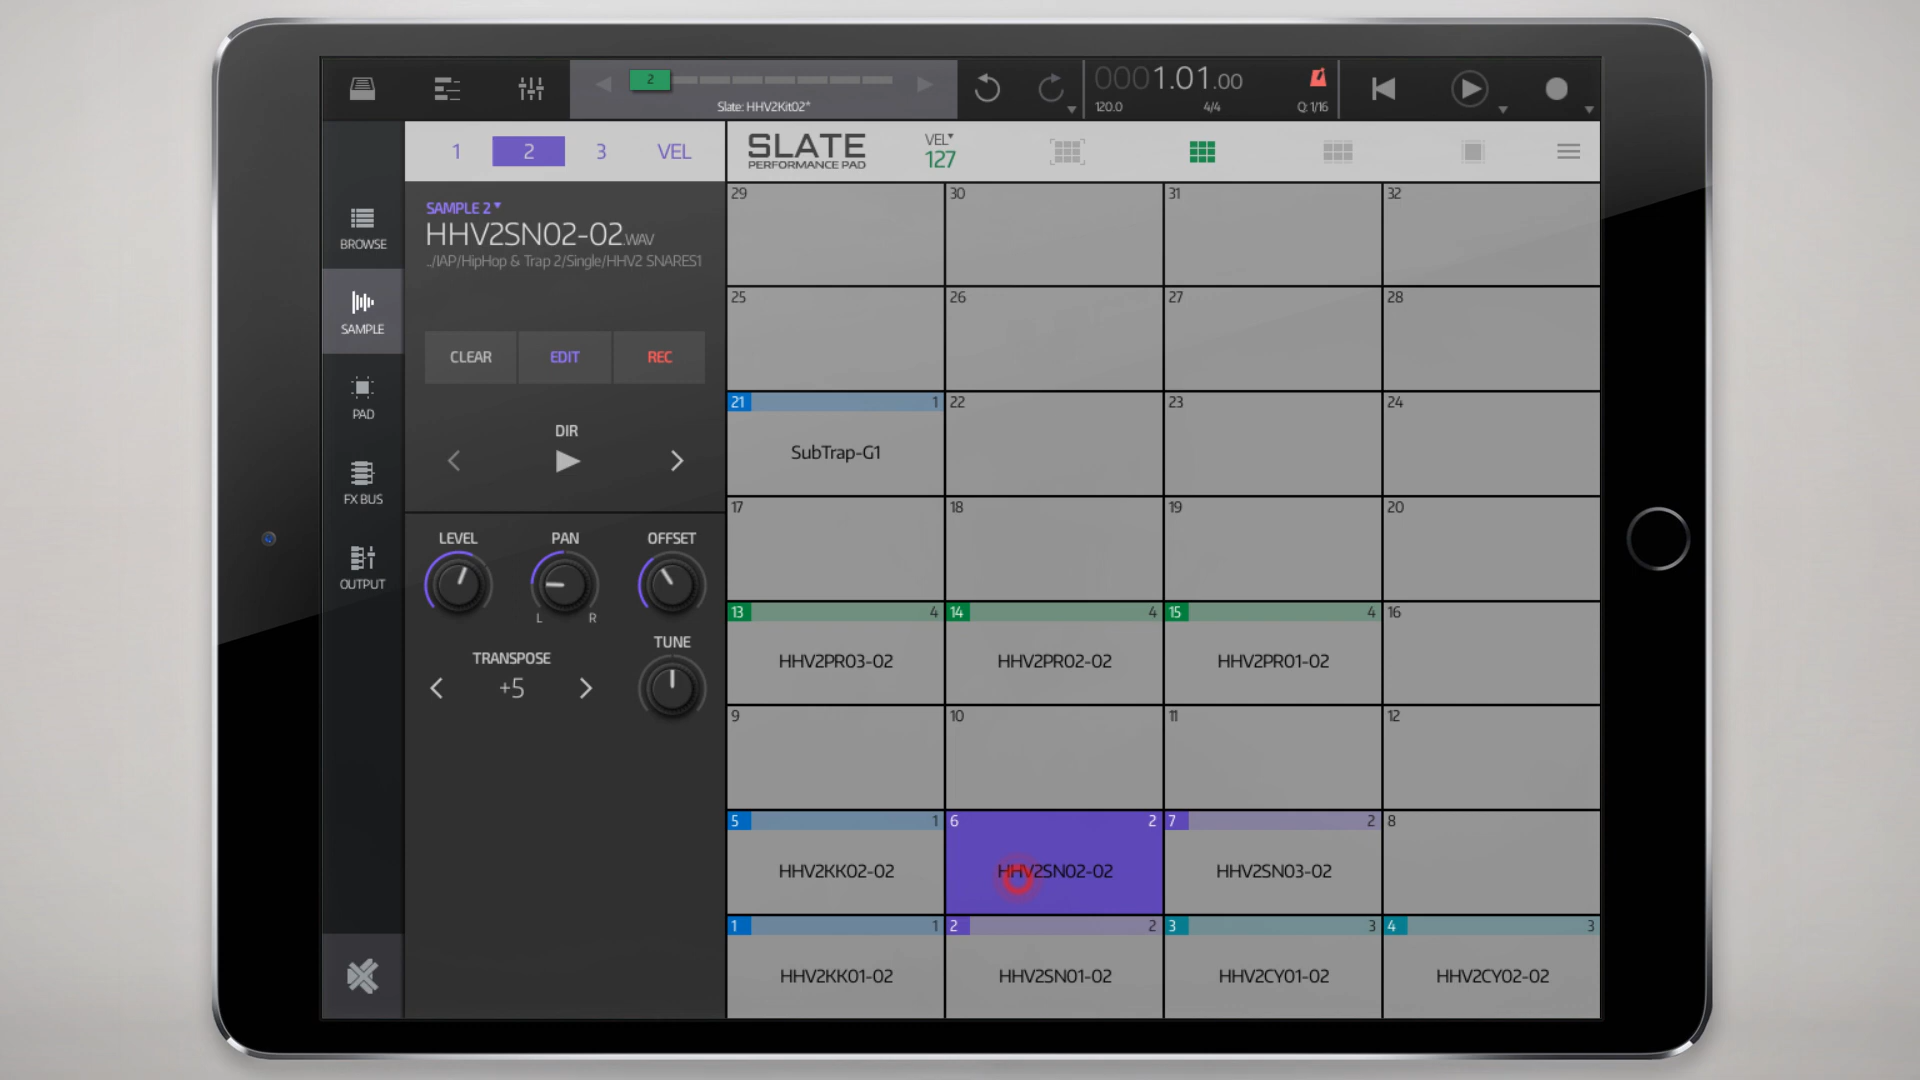 2
Slate: HHV2Kit02*
0001.01.00
120.0
4/4
Q: 1/16
1
2
3
VEL
SLATE
PERFORMANCE PAD
VEL
127
BROWSE
SAMPLE
PAD
FX BUS
OUTPUT
SAMPLE 2
HHV2SN02-02.WAV
../IAP/HipHop & Trap 2/Single/HHV2 SNARES1
CLEAR
EDIT
REC
DIR
LEVEL
PAN
OFFSET
L
R
TRANSPOSE
+5
TUNE
29
30
31
32
25
26
27
28
21 1
SubTrap-G1
22
23
24
17
18
19
20
13 4
HHV2PR03-02
14 4
HHV2PR02-02
15 4
HHV2PR01-02
16
9
10
11
12
5 1
HHV2KK02-02
6 2
HHV2SN02-02
7 2
HHV2SN03-02
8
1 1
HHV2KK01-02
2 2
HHV2SN01-02
3 3
HHV2CY01-02
4 3
HHV2CY02-02